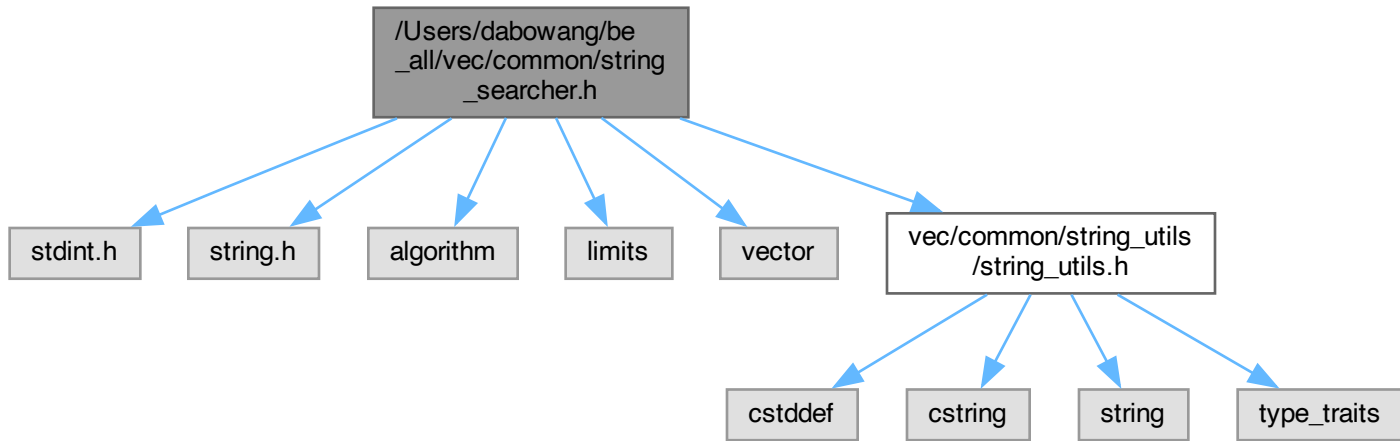 /Users/dabowang/be
_all/vec/common/string
_searcher.h
stdint.h
string.h
algorithm
limits
vector
vec/common/string_utils
/string_utils.h
cstddef
cstring
string
type_traits